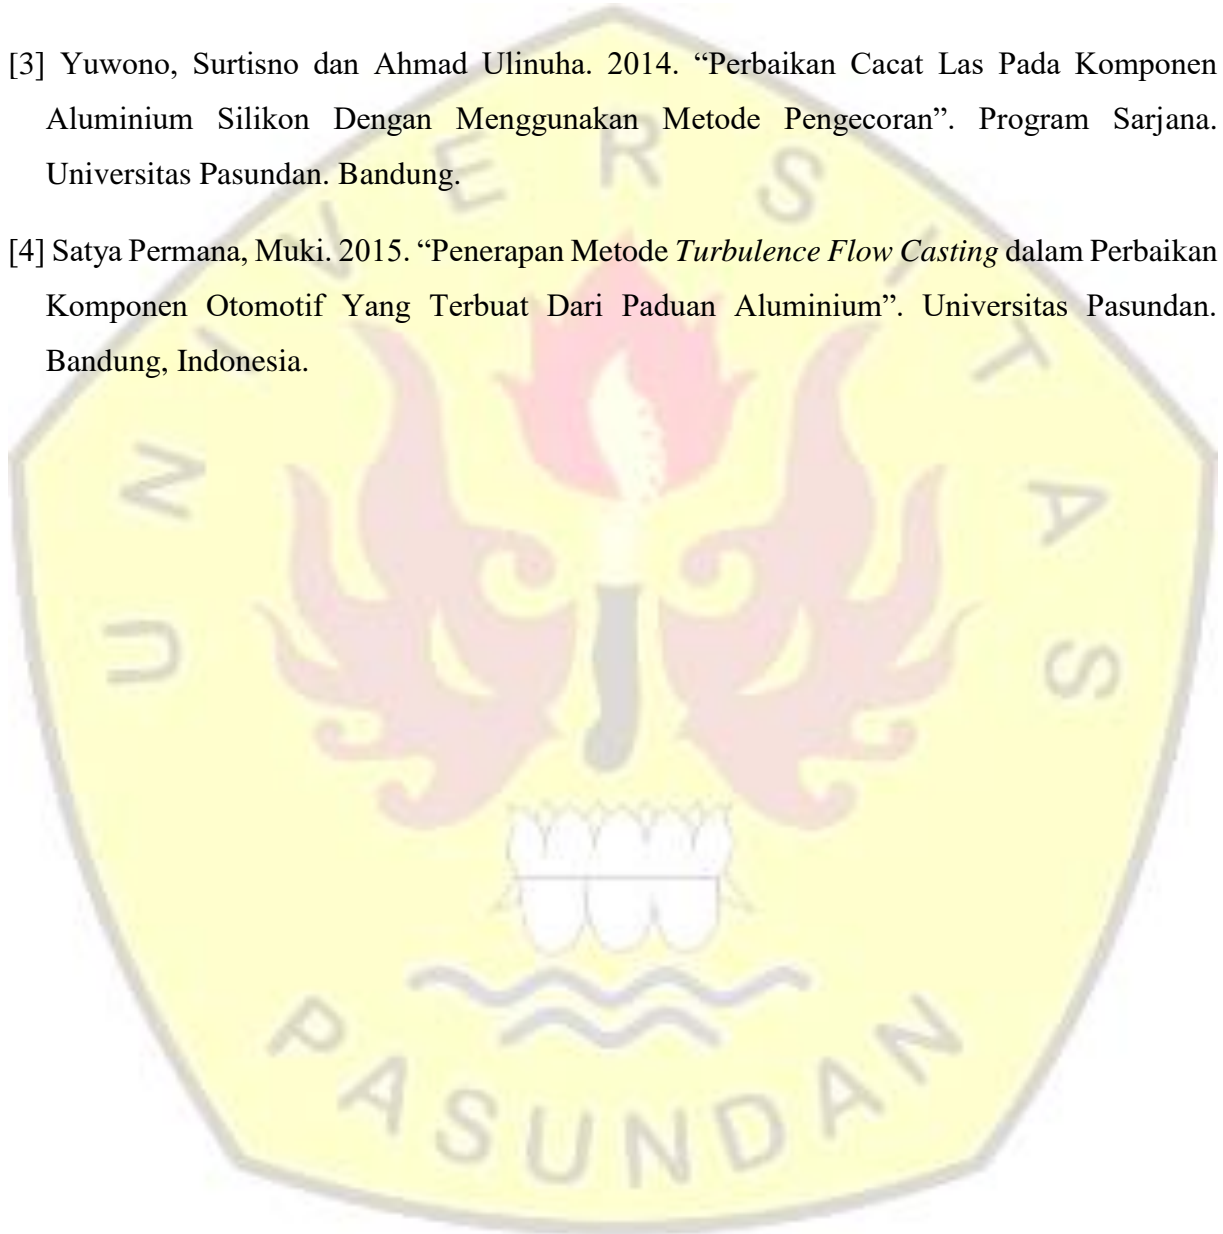 [3] Yuwono, Surtisno dan Ahmad Ulinuha. 2014. “Perbaikan Cacat Las Pada Komponen
Aluminium Silikon Dengan Menggunakan Metode Pengecoran”. Program Sarjana.
Universitas Pasundan. Bandung.
[4] Satya Permana, Muki. 2015. “Penerapan Metode Turbulence Flow Casting dalam Perbaikan
Komponen Otomotif Yang Terbuat Dari Paduan Aluminium”. Universitas Pasundan.
Bandung, Indonesia.
UNIVERSITAS
PASUNDAN